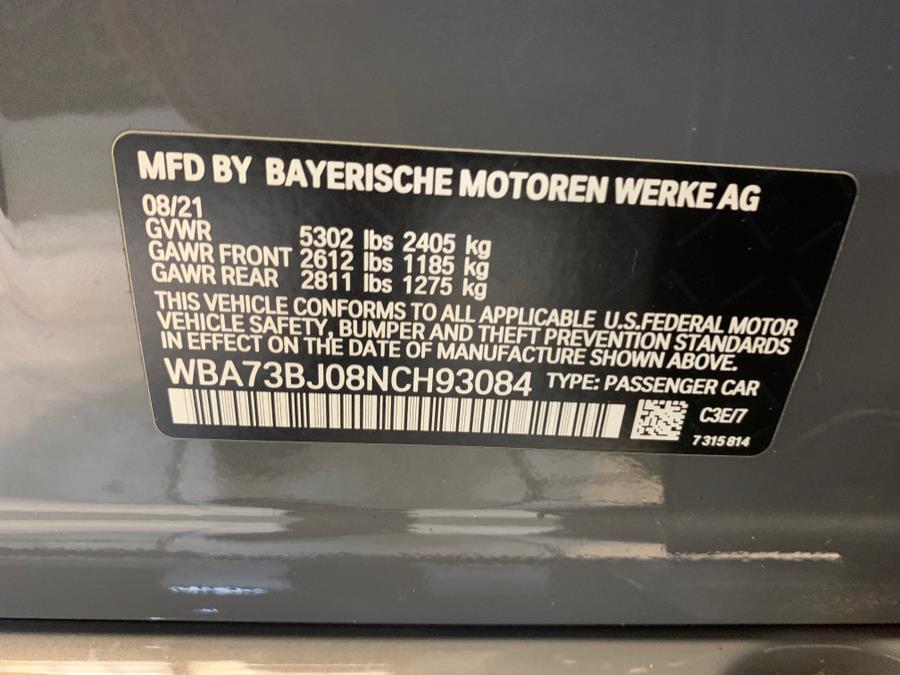 MFD BY BAYERISCHE MOTOREN WERKE AG
08/21
GVWR 5302 lbs 2405 kg
GAWR FRONT 2612 lbs 1185 kg
GAWR REAR 2811 lbs 1275 kg
THIS VEHICLE CONFORMS TO ALL APPLICABLE U.S.FEDERAL MOTOR
VEHICLE SAFETY, BUMPER AND THEFT PREVENTION STANDARDS
IN EFFECT ON THE DATE OF MANUFACTURE SHOWN ABOVE.
WBA73BJ08NCH93084 TYPE: PASSENGER CAR
C3E/7
7 315 814